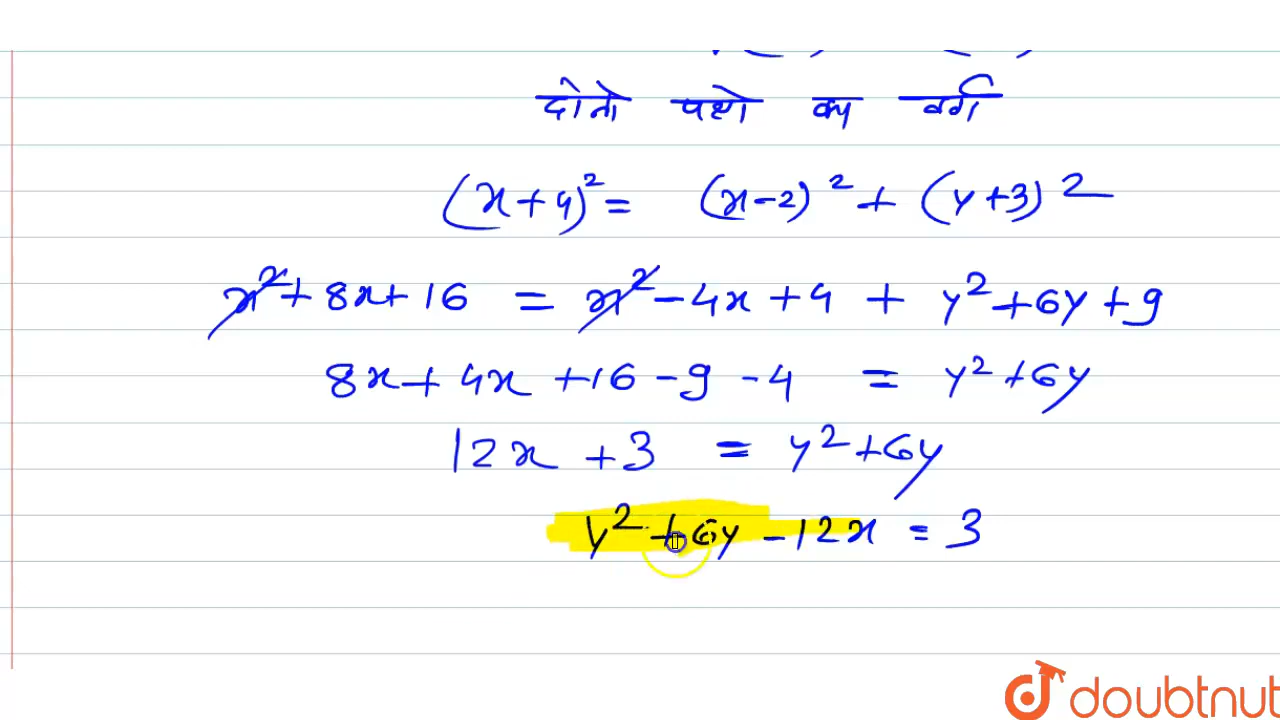 दोनो पक्षो का वर्ग
(x+4)² = (x-2)² + (y+3)²
x²+8x+16 = x²-4x+4 + y²+6y+9
8x+4x+16-9-4 = y²+6y
12x+3 = y²+6y
y²+6y-12x = 3
doubtnut